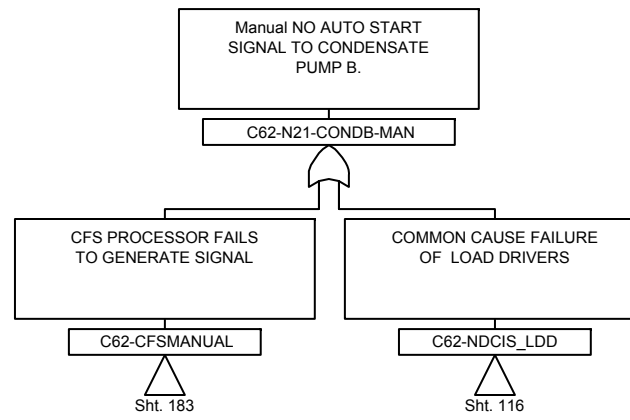 Manual NO AUTO START
SIGNAL TO CONDENSATE
PUMP B.
C62-N21-CONDB-MAN
CFS PROCESSOR FAILS
TO GENERATE SIGNAL
C62-CFSMANUAL
Sht. 183
COMMON CAUSE FAILURE
OF LOAD DRIVERS
C62-NDCIS_LDD
Sht. 116